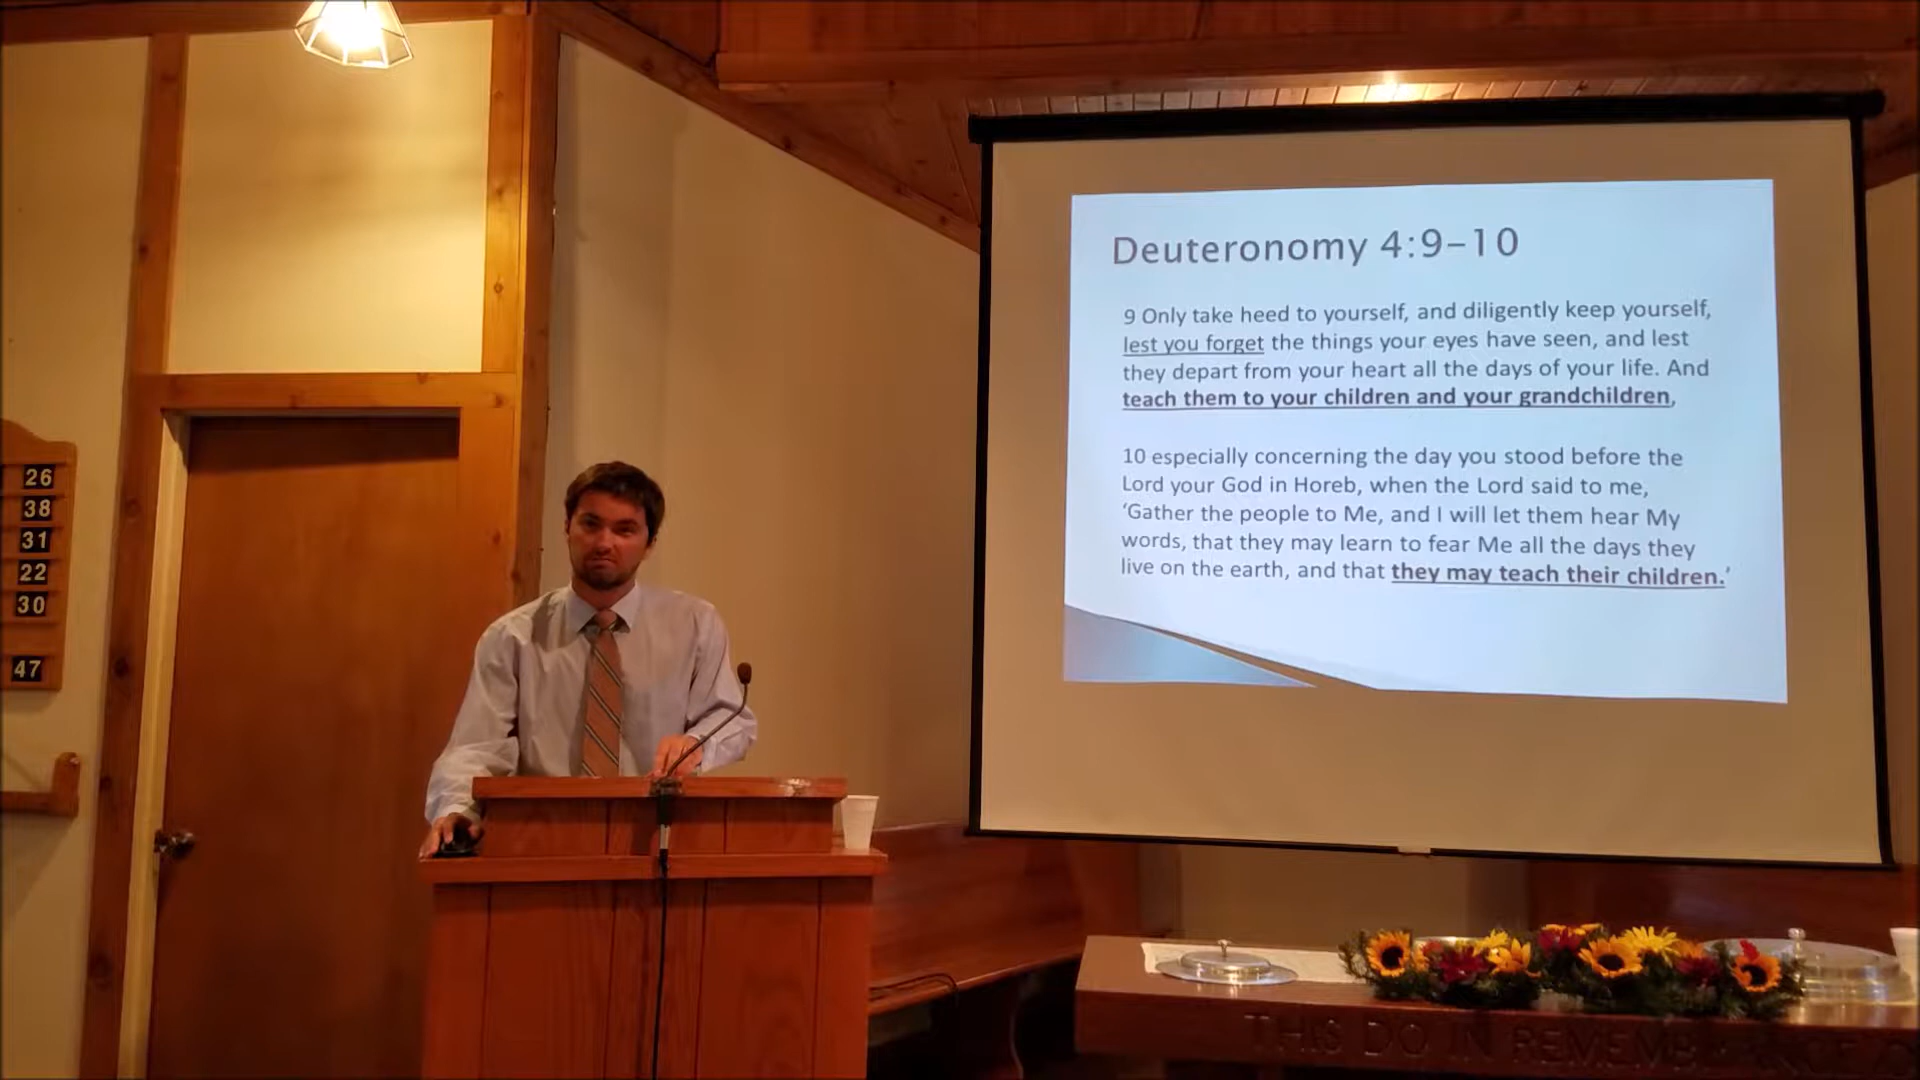 26
38
31
22
30
47
Deuteronomy 4:9–10
9 Only take heed to yourself, and diligently keep yourself,
lest you forget the things your eyes have seen, and lest
they depart from your heart all the days of your life. And
teach them to your children and your grandchildren,
10 especially concerning the day you stood before the
Lord your God in Horeb, when the Lord said to me,
‘Gather the people to Me, and I will let them hear My
words, that they may learn to fear Me all the days they
live on the earth, and that they may teach their children.’
THIS DO IN REMEMBRANCE O